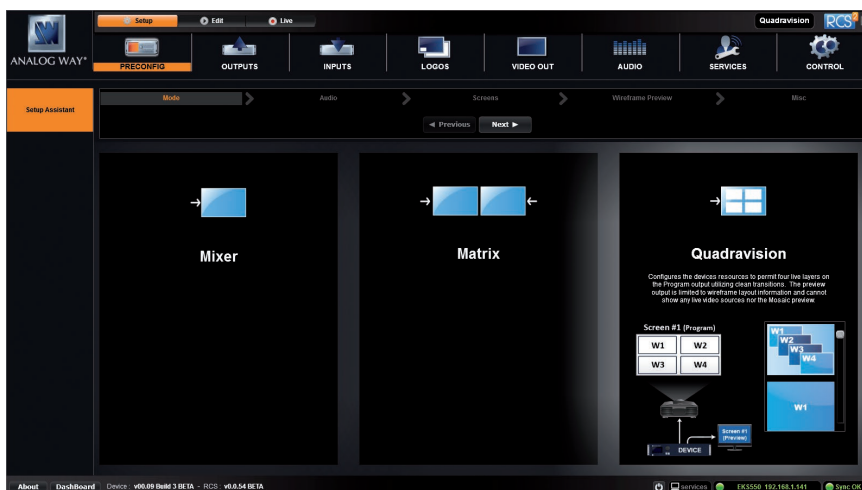 Setup
Edit
Live
Quadravision
RCS²
ANALOG WAY®
PRECONFIG
OUTPUTS
INPUTS
LOGOS
VIDEO OUT
AUDIO
SERVICES
CONTROL
Setup Assistant
Mode
Audio
Screens
Wireframe Preview
Misc
Previous
Next
Mixer
Matrix
Quadravision
Configures the devices resources to permit four live layers on
the Program output utilizing clean transitions. The preview
output is limited to wireframe layout information and cannot
show any live video sources nor the Mosaic preview.
Screen #1 (Program)
W1 W2
W3 W4
Screen #1
(Preview)
DEVICE
W1
W2
W3
W4
W1
About
DashBoard
Device : v00.09 Build 3 BETA - RCS : v0.0.54 BETA
services
EKS550 192.168.1.141
Sync OK